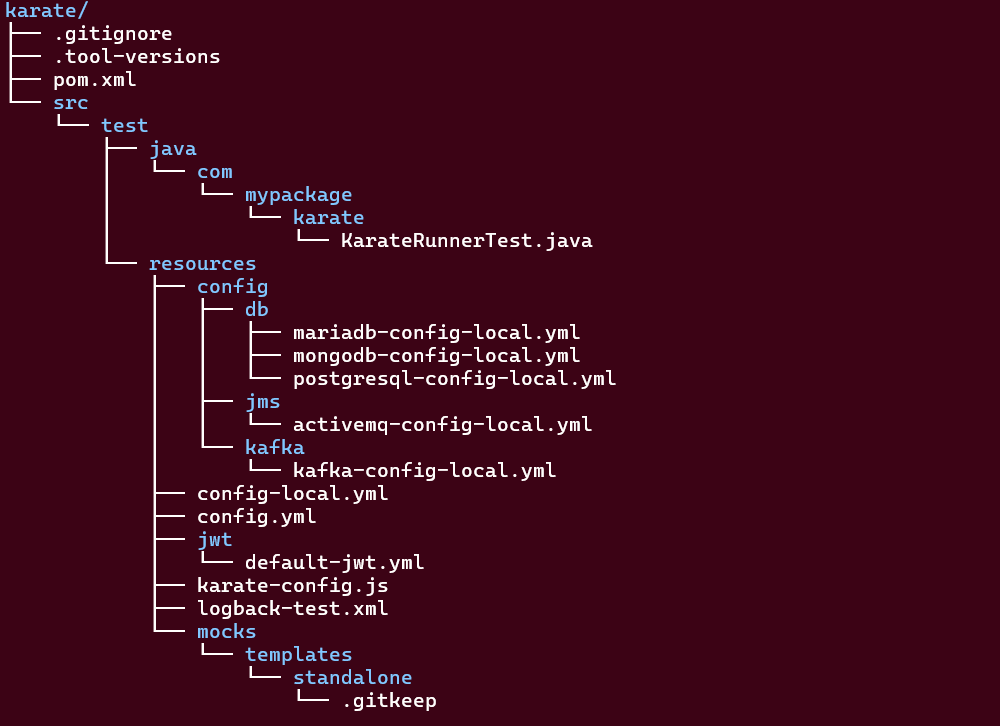 karate/
├── .gitignore
├── .tool-versions
├── pom.xml
└── src
    └── test
        ├── java
        │   └── com
        │       └── mypackage
        │           └── karate
        │               └── KarateRunnerTest.java
        └── resources
            ├── config
            │   ├── db
            │   │   ├── mariadb-config-local.yml
            │   │   ├── mongodb-config-local.yml
            │   │   └── postgresql-config-local.yml
            │   ├── jms
            │   │   └── activemq-config-local.yml
            │   └── kafka
            │       └── kafka-config-local.yml
            ├── config-local.yml
            ├── config.yml
            ├── jwt
            │   └── default-jwt.yml
            ├── karate-config.js
            ├── logback-test.xml
            └── mocks
                └── templates
                    └── standalone
                        └── .gitkeep